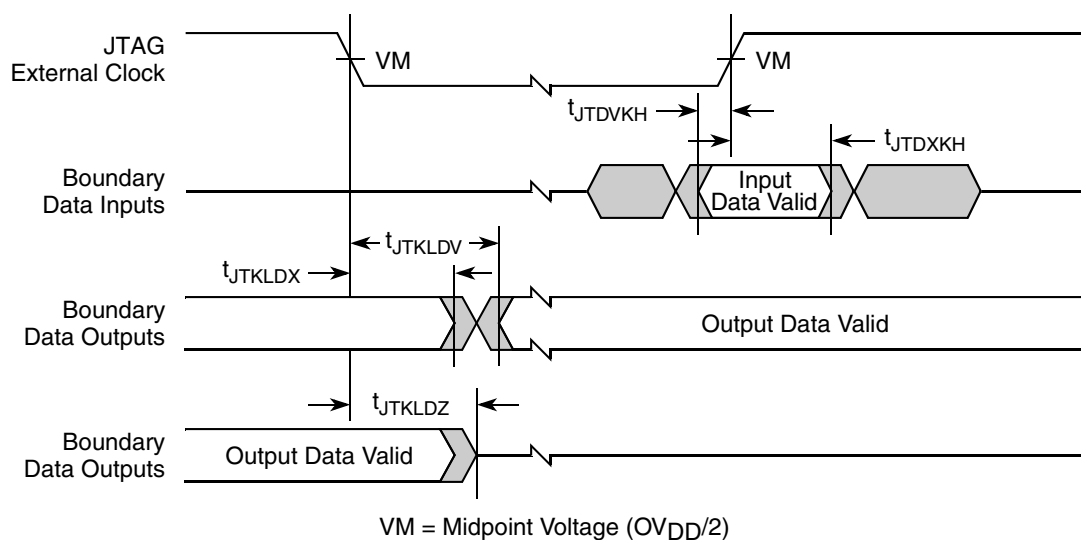 JTAG
External Clock
VM
VM
tJTDVKH
tJTDXKH
Boundary
Data Inputs
Input
Data Valid
tJTKLDV
tJTKLDX
Boundary
Data Outputs
Output Data Valid
tJTKLDZ
Boundary
Data Outputs
Output Data Valid
VM = Midpoint Voltage (OVDD/2)